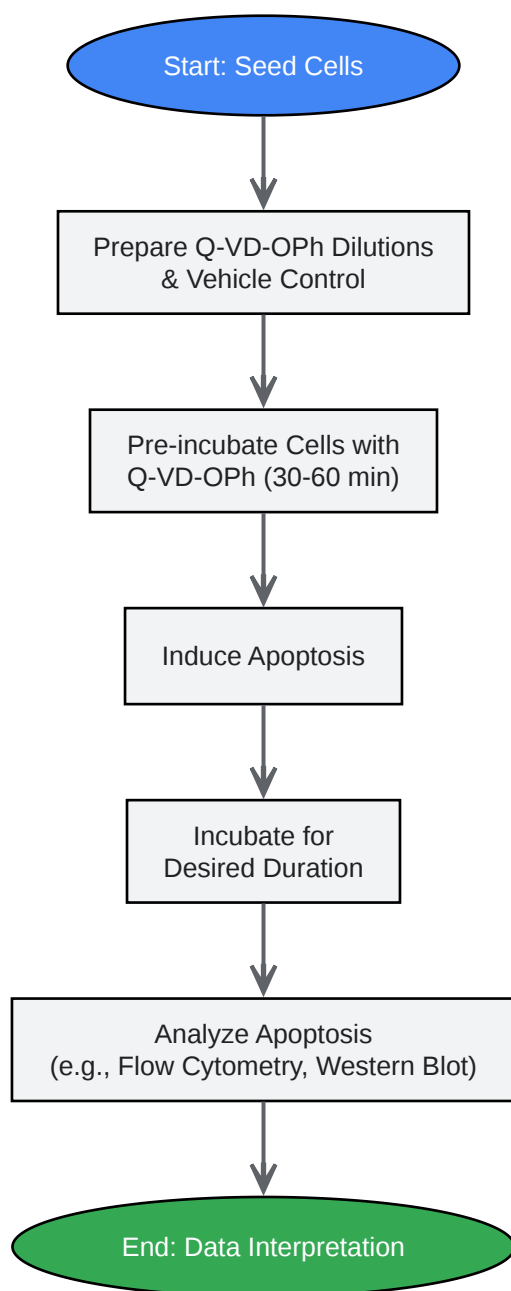 Start: Seed Cells
Prepare Q-VD-OPh Dilutions
& Vehicle Control
Pre-incubate Cells with
Q-VD-OPh (30-60 min)
Induce Apoptosis
Incubate for
Desired Duration
Analyze Apoptosis
(e.g., Flow Cytometry, Western Blot)
End: Data Interpretation